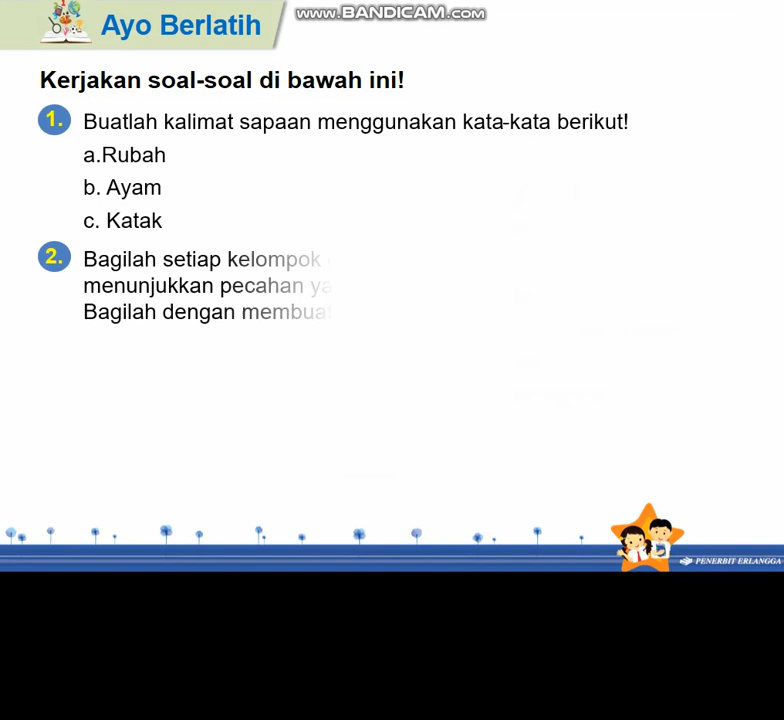 www.BANDICAM.com
Ayo Berlatih
Kerjakan soal-soal di bawah ini!
1. Buatlah kalimat sapaan menggunakan kata-kata berikut!
a.Rubah
b. Ayam
c. Katak
2. Bagilah setiap kelompok
menunjukkan pecahan
Bagilah dengan
PENERBIT ERLANGGA